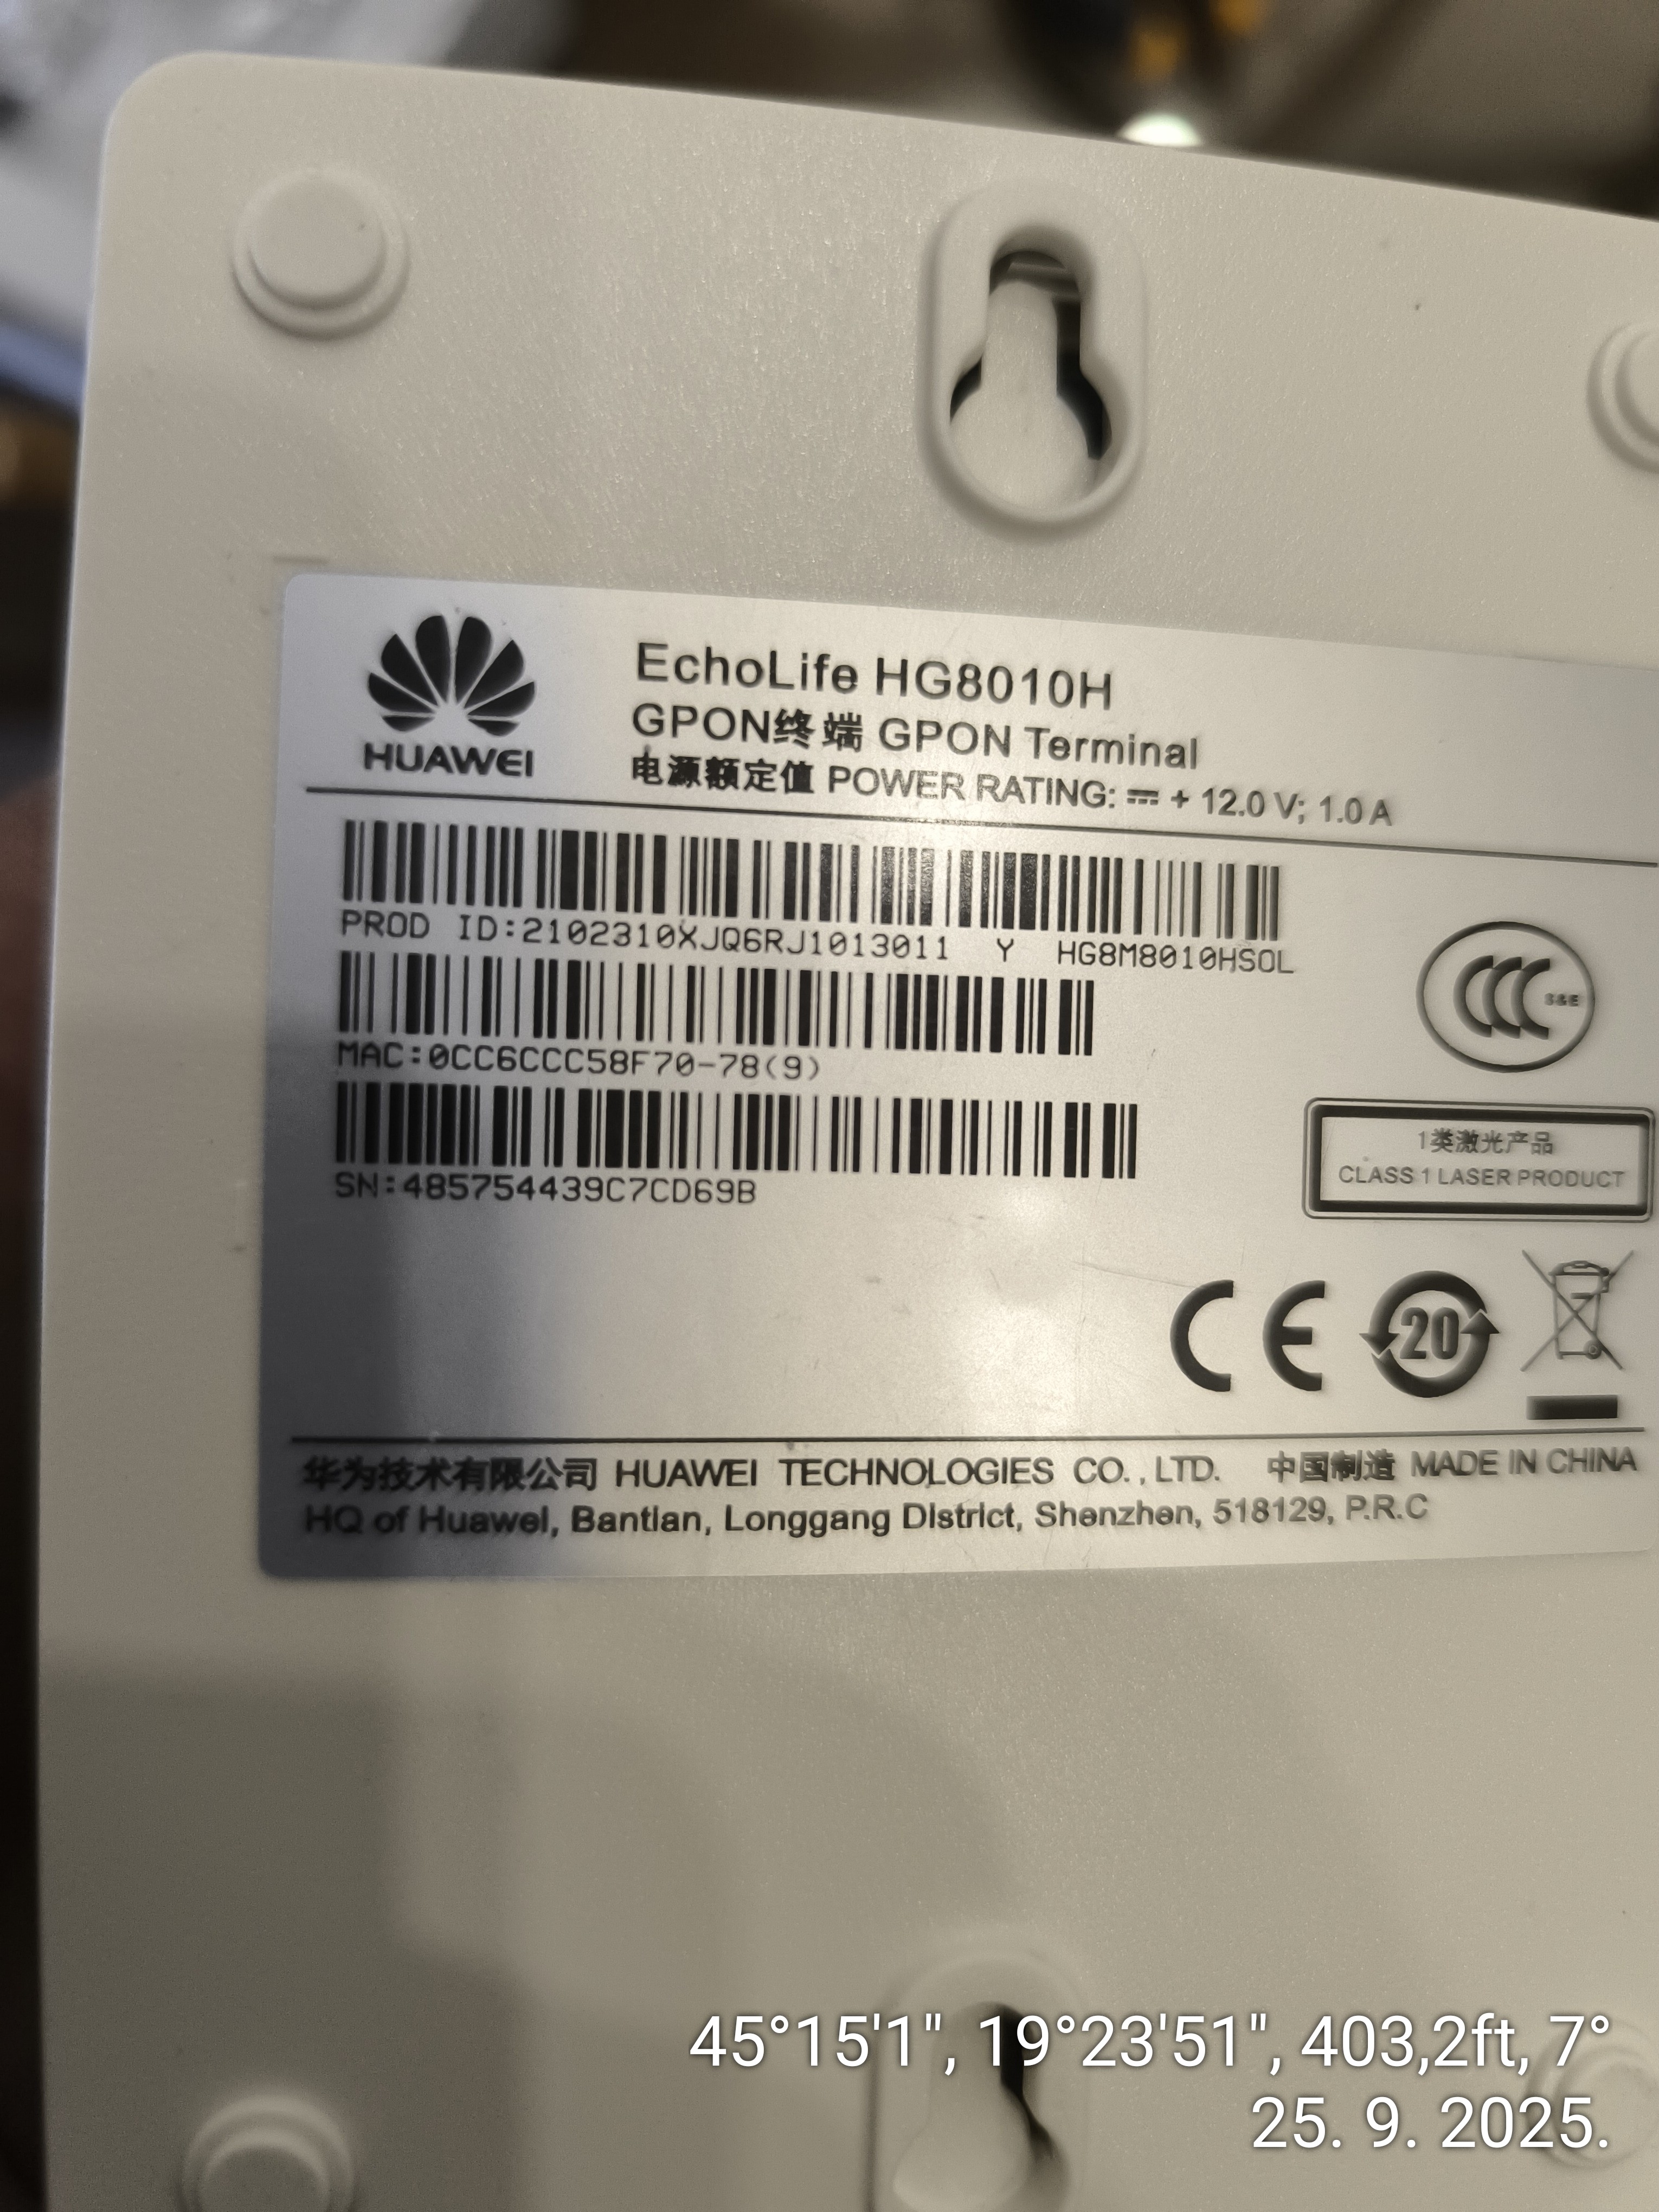 HUAWEI
EchoLife HG8010H
GPON终端 GPON Terminal
电源额定值 POWER RATING: ⎓ + 12.0 V; 1.0 A
PROD ID:2102310XJQ6RJ1013011 Y HG8M8010HSOL
MAC:0CC6CCC58F70-78(9)
SN:485754439C7CD69B
CCC S&E
1类激光产品
CLASS 1 LASER PRODUCT
CE 20
华为技术有限公司 HUAWEI TECHNOLOGIES CO., LTD. 中国制造 MADE IN CHINA
HQ of Huawei, Bantian, Longgang District, Shenzhen, 518129, P.R.C
45°15'1", 19°23'51", 403,2ft, 7°
25. 9. 2025.